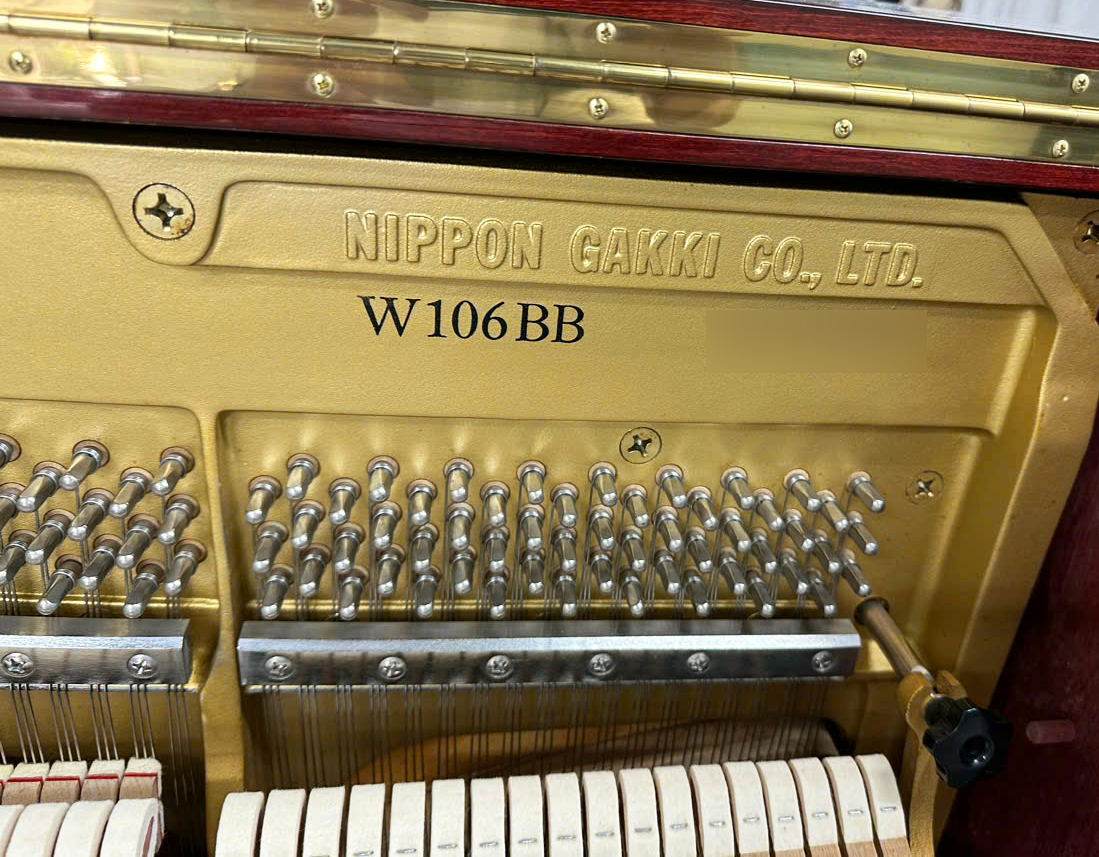 NIPPON GAKKI CO., LTD.
W106BB